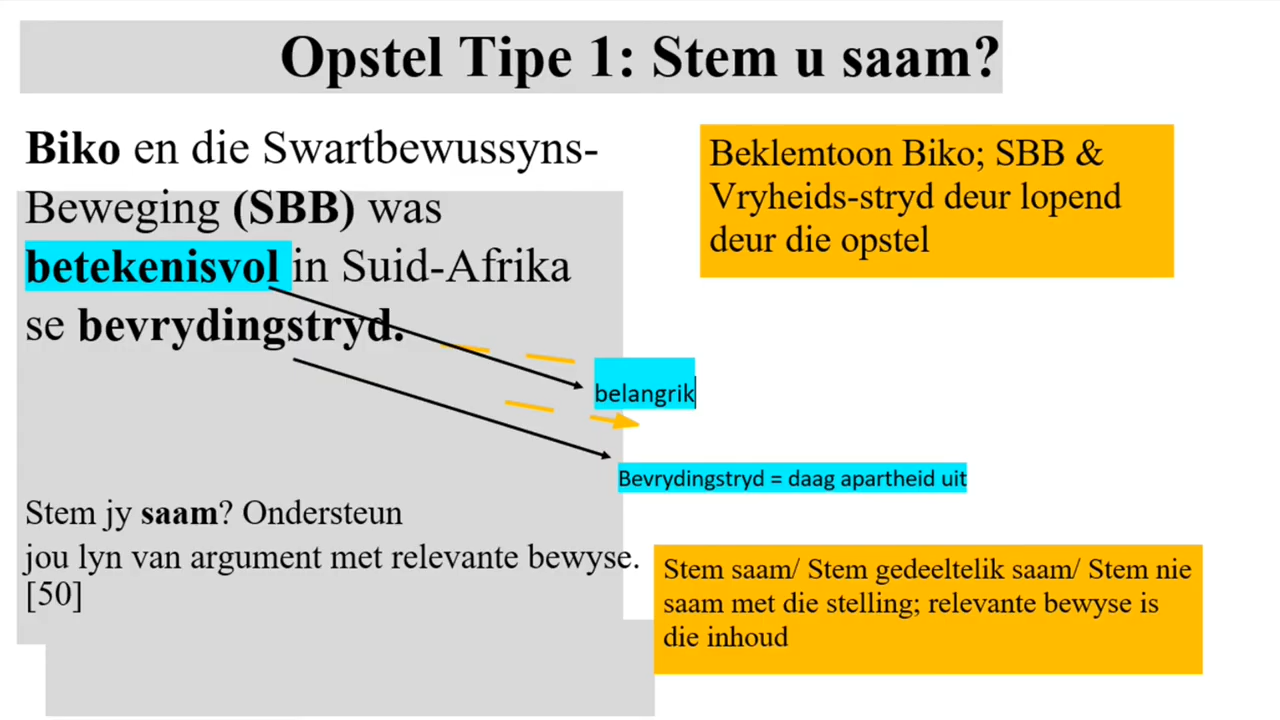 Opstel Tipe 1: Stem u saam?
Biko en die Swartbewussyns-
Beweging (SBB) was
betekenisvol in Suid-Afrika
se bevrydingstryd.
Beklemtoon Biko; SBB &
Vryheids-stryd deur lopend
deur die opstel
belangrik
Bevrydingstryd = daag apartheid uit
Stem jy saam? Ondersteun
jou lyn van argument met relevante bewyse.
[50]
Stem saam/ Stem gedeeltelik saam/ Stem nie
saam met die stelling; relevante bewyse is
die inhoud